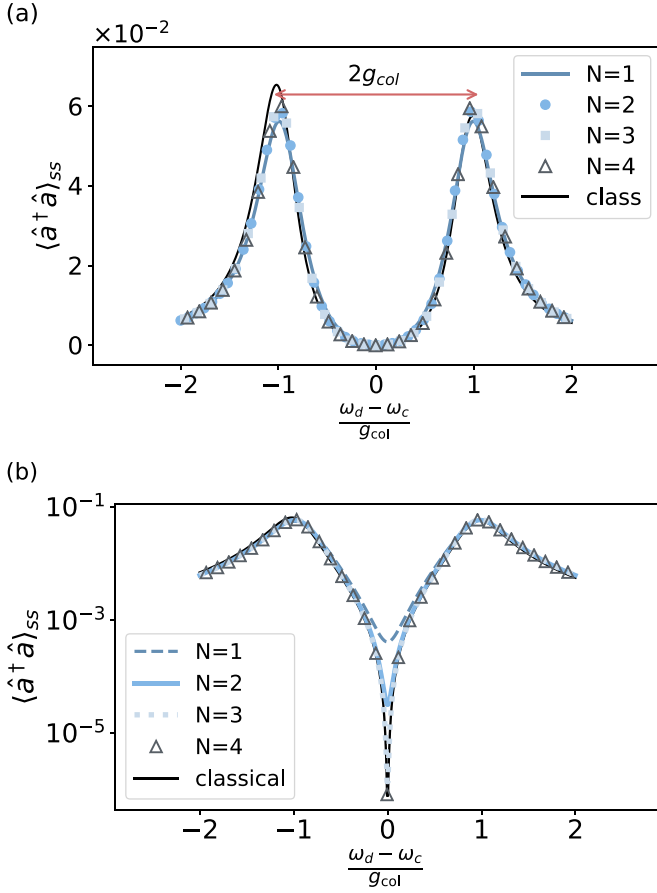 (a)
×10⁻²
2g_col
N=1
N=2
N=3
N=4
class
6
4
2
0
⟨â†â⟩ss
−2 −1 0 1 2
ω_d − ω_c
g_col
(b)
10⁻¹
10⁻³
10⁻⁵
⟨â†â⟩ss
N=1
N=2
N=3
N=4
classical
−2 −1 0 1 2
ω_d − ω_c
g_col